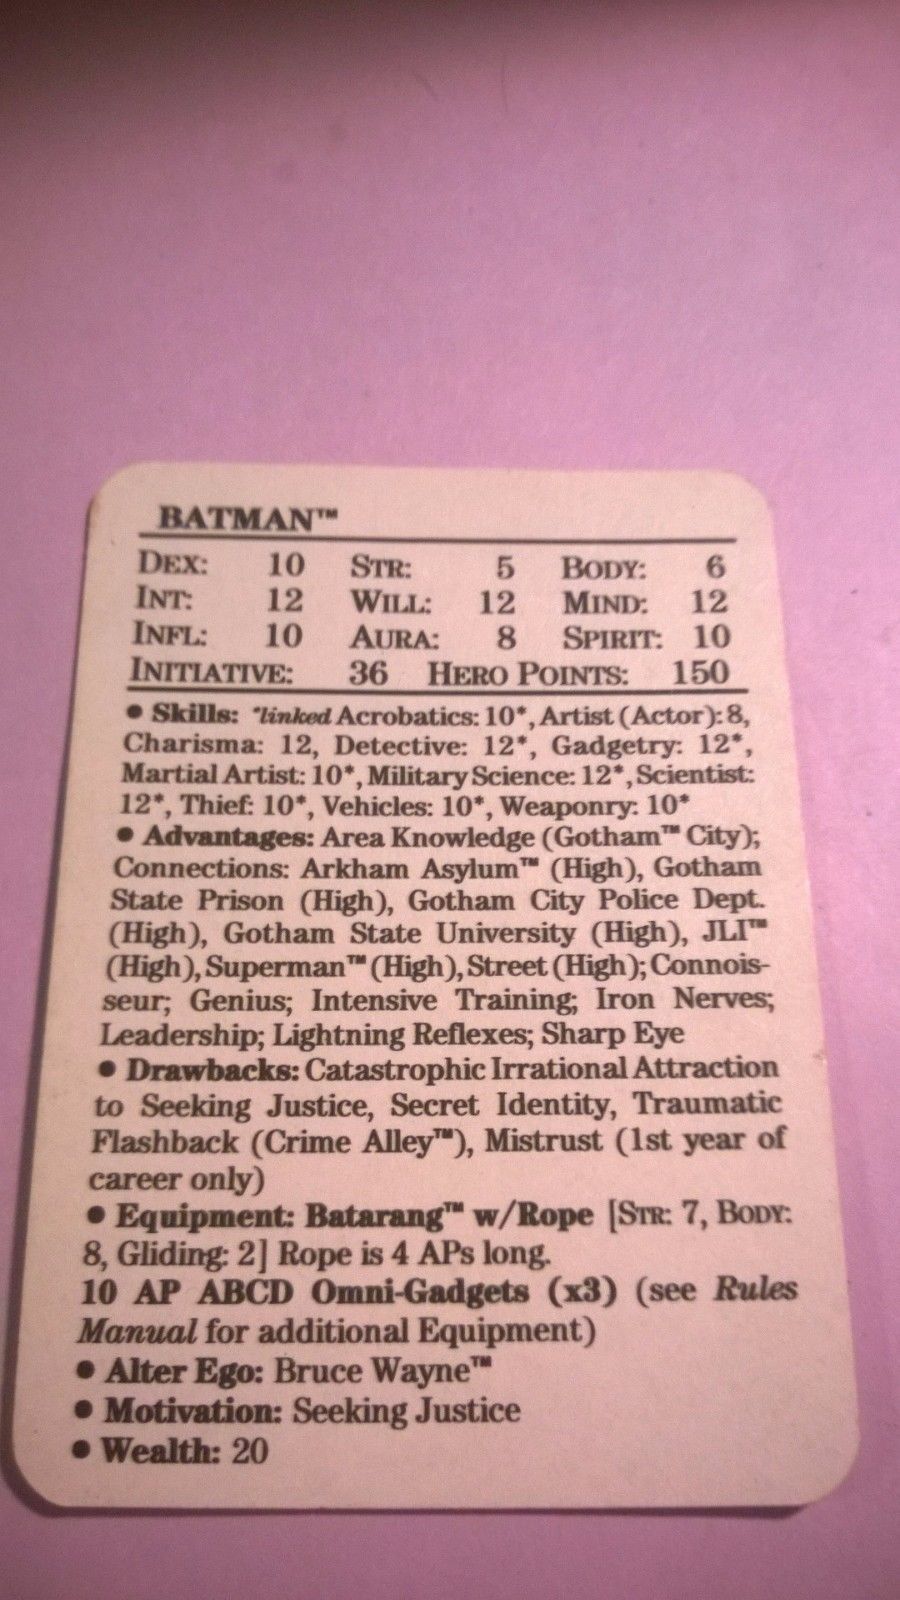 BATMAN™
DEX: 10 STR: 5 BODY: 6
INT: 12 WILL: 12 MIND: 12
INFL: 10 AURA: 8 SPIRIT: 10
INITIATIVE: 36 HERO POINTS: 150
• Skills: *linked Acrobatics: 10*, Artist (Actor): 8,
Charisma: 12, Detective: 12*, Gadgetry: 12*,
Martial Artist: 10*, Military Science: 12*, Scientist:
12*, Thief: 10*, Vehicles: 10*, Weaponry: 10*
• Advantages: Area Knowledge (Gotham™ City);
Connections: Arkham Asylum™ (High), Gotham
State Prison (High), Gotham City Police Dept.
(High), Gotham State University (High), JLI™
(High), Superman™ (High), Street (High); Connois-
seur; Genius; Intensive Training; Iron Nerves;
Leadership; Lightning Reflexes; Sharp Eye
• Drawbacks: Catastrophic Irrational Attraction
to Seeking Justice, Secret Identity, Traumatic
Flashback (Crime Alley™), Mistrust (1st year of
career only)
• Equipment: Batarang™ w/Rope [STR: 7, BODY:
8, Gliding: 2] Rope is 4 APs long.
10 AP ABCD Omni-Gadgets (x3) (see Rules
Manual for additional Equipment)
• Alter Ego: Bruce Wayne™
• Motivation: Seeking Justice
• Wealth: 20